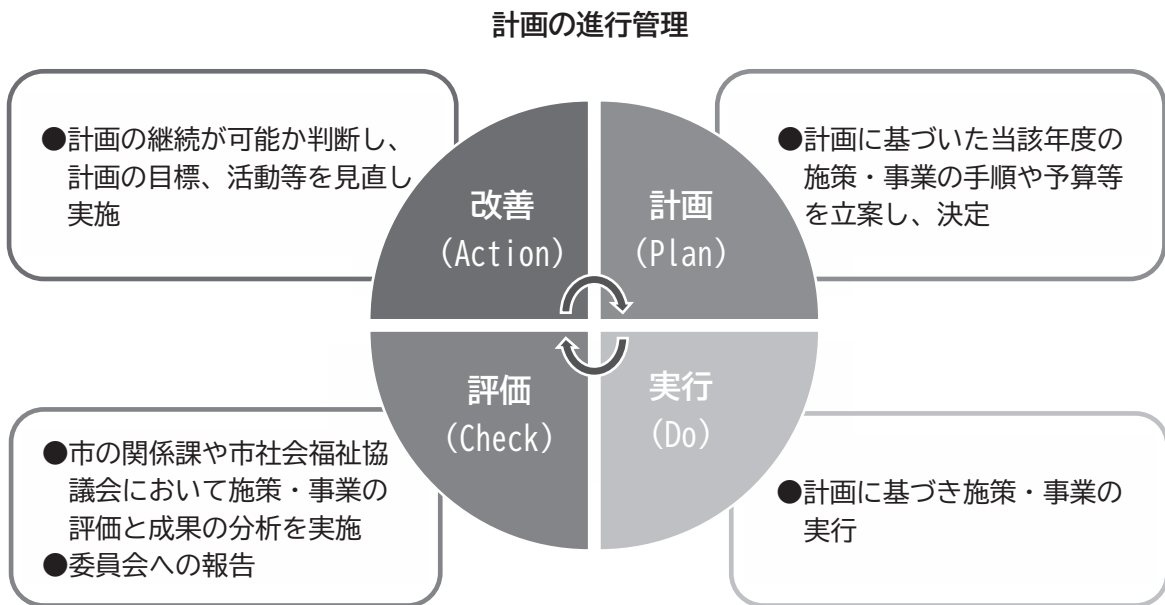 計画の進行管理
●計画の継続が可能か判断し、
計画の目標、活動等を見直し
実施
改善
(Action)
計画
(Plan)
●計画に基づいた当該年度の
施策・事業の手順や予算等
を立案し、決定
●市の関係課や市社会福祉協
議会において施策・事業の
評価と成果の分析を実施
●委員会への報告
評価
(Check)
実行
(Do)
●計画に基づき施策・事業の
実行